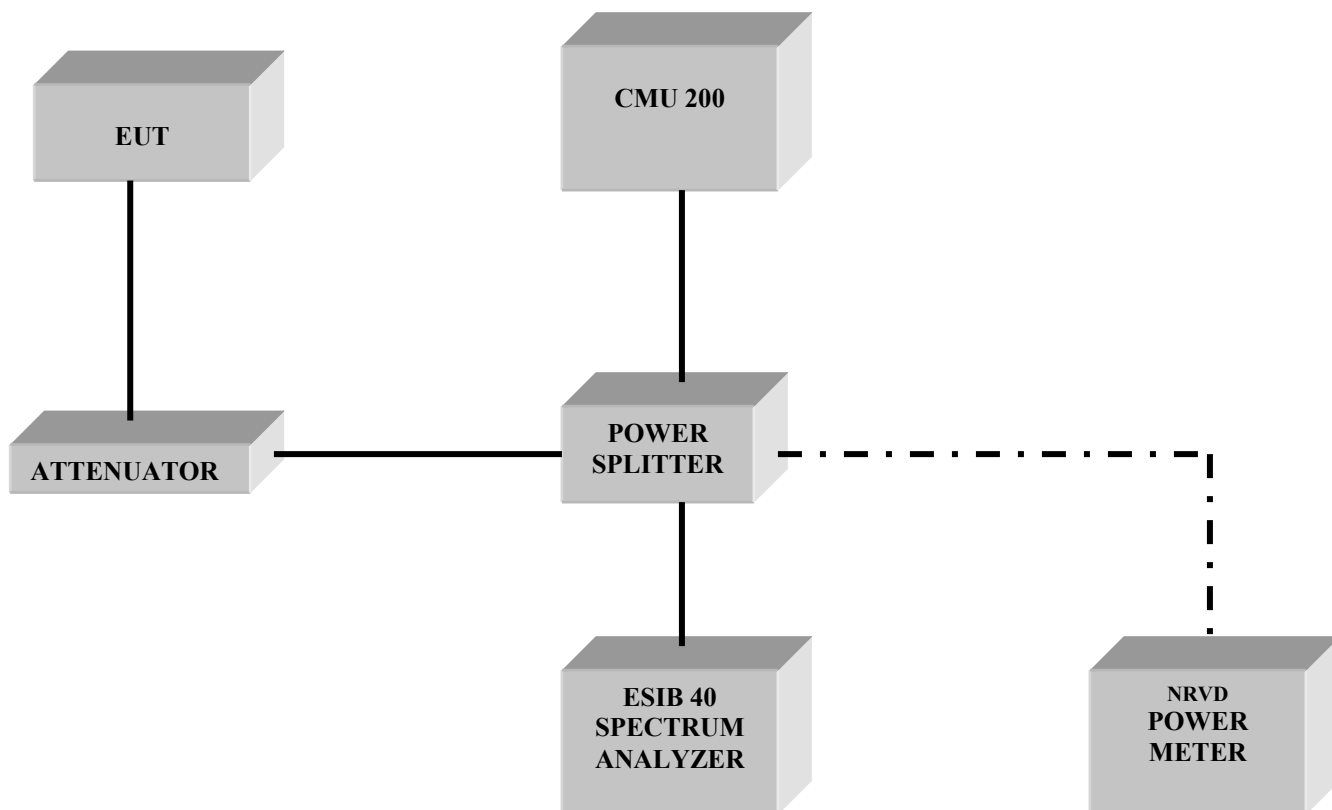 EUT
CMU 200
ATTENUATOR
POWER
SPLITTER
ESIB 40
SPECTRUM
ANALYZER
NRVD
POWER
METER